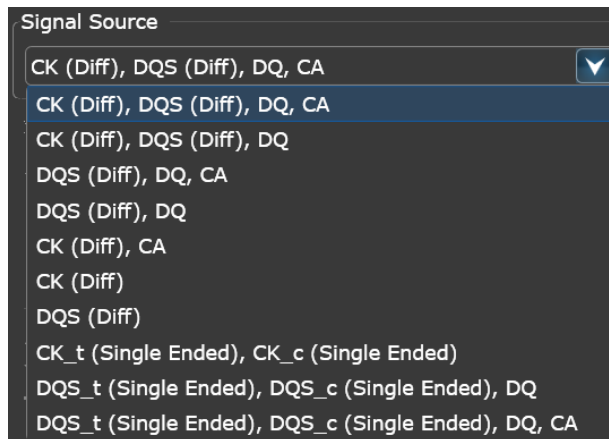 Signal Source
CK (Diff), DQS (Diff), DQ, CA
CK (Diff), DQS (Diff), DQ, CA
CK (Diff), DQS (Diff), DQ
DQS (Diff), DQ, CA
DQS (Diff), DQ
CK (Diff), CA
CK (Diff)
DQS (Diff)
CK_t (Single Ended), CK_c (Single Ended)
DQS_t (Single Ended), DQS_c (Single Ended), DQ
DQS_t (Single Ended), DQS_c (Single Ended), DQ, CA